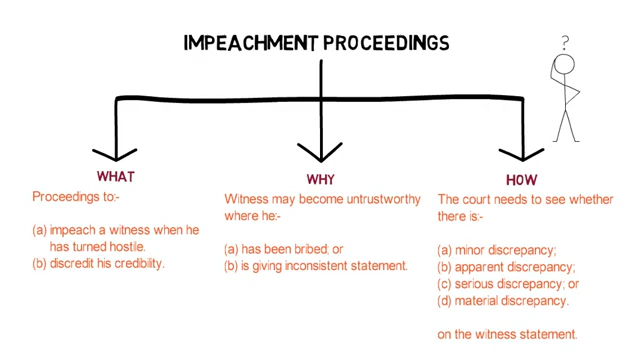 IMPEACHMENT PROCEEDINGS
?
WHAT
Proceedings to:-
(a) impeach a witness when he
has turned hostile.
(b) discredit his credibility.
WHY
Witness may become untrustworthy
where he:-
(a) has been bribed; or
(b) is giving inconsistent statement.
HOW
The court needs to see whether
there is:-
(a) minor discrepancy;
(b) apparent discrepancy;
(c) serious discrepancy; or
(d) material discrepancy.
on the witness statement.